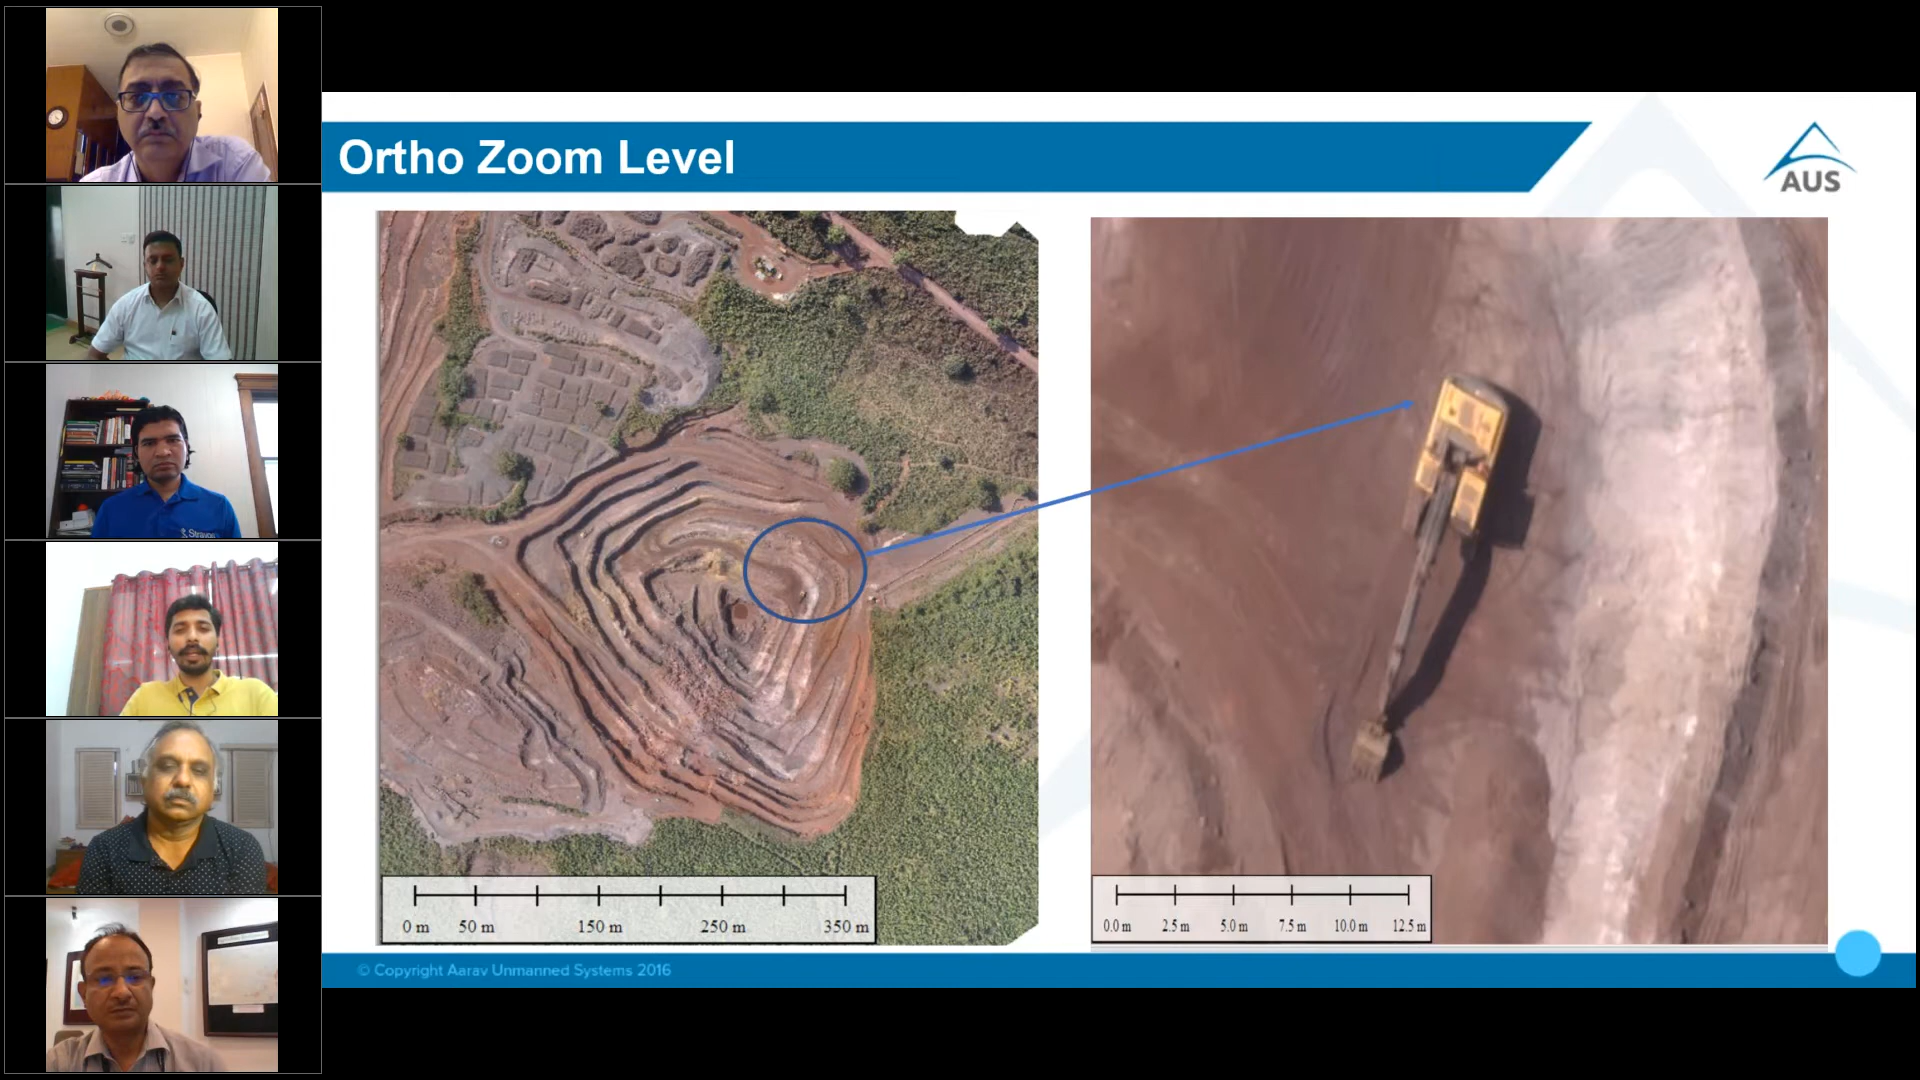 Ortho Zoom Level
AUS
0 m 50 m 150 m 250 m 350 m
0.0 m 2.5 m 5.0 m 7.5 m 10.0 m 12.5 m
© Copyright Aarav Unmanned Systems 2016